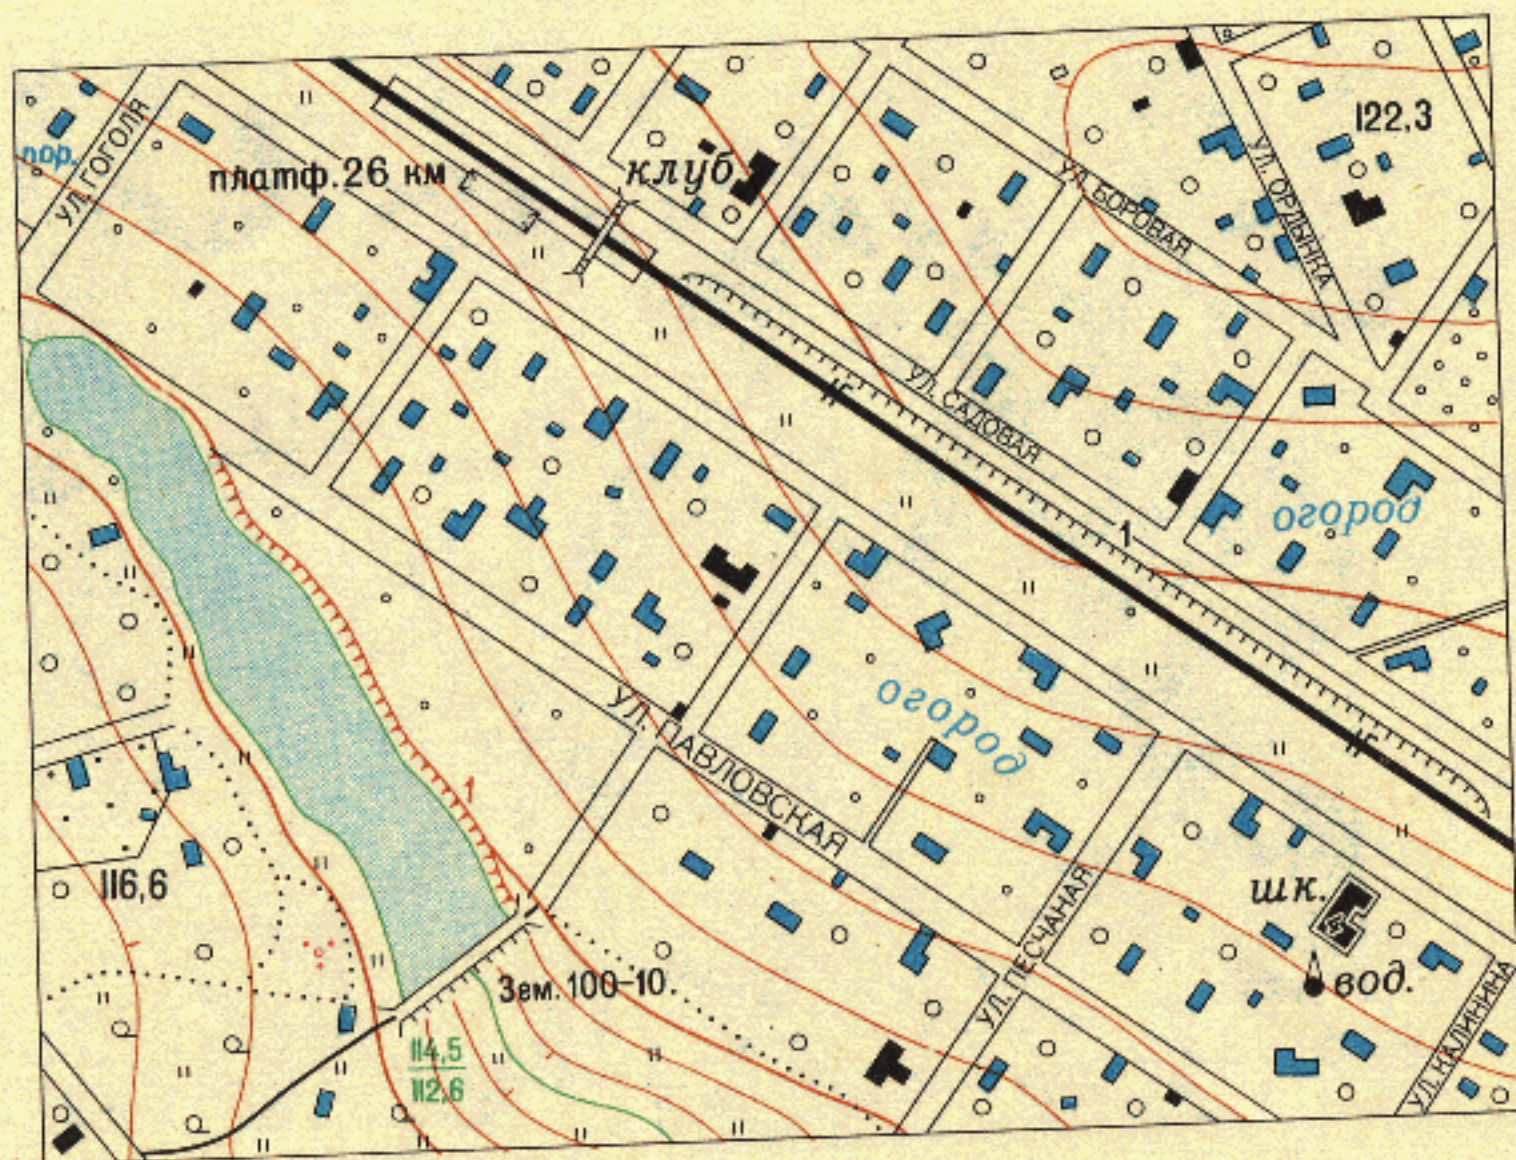 УЛ. ГОГОЛЯ
пор.
платф. 26 км
клуб
УЛ. БОРОВАЯ
УЛ. ОРДЫНКА
122,3
УЛ. САДОВАЯ
1
огород
огород
УЛ. ПАВЛОВСКАЯ
1
116,6
Зем. 100-10.
114,5
112,6
УЛ. ПЕСЧАНАЯ
шк.
вод.
УЛ. КАЛИНИНА